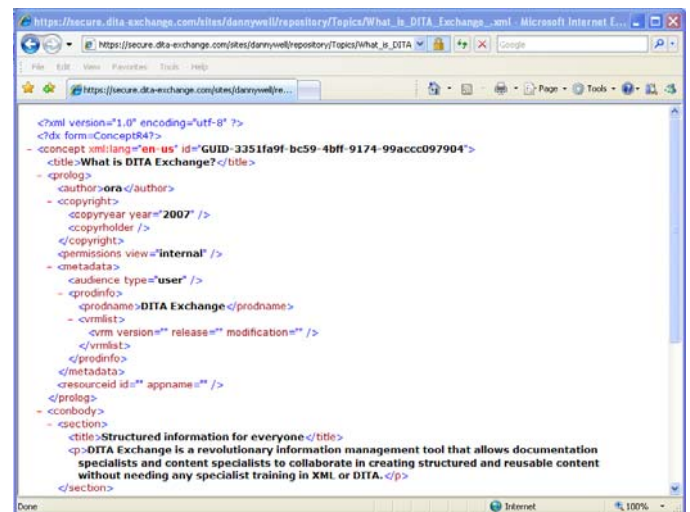 https://secure.dita-exchange.com/sites/dannywell/repository/Topics/What_is_DITA_Exchange_.xml - Microsoft Internet E...
https://secure.dita-exchange.com/sites/dannywell/repository/Topics/What_is_DITA
Google
File Edit View Favorites Tools Help
https://secure.dita-exchange.com/sites/dannywell/re...
Page Tools
<?xml version="1.0" encoding="utf-8" ?>
<?dx form=ConceptR4?>
- <concept xml:lang="en-us" id="GUID-3351fa9f-bc59-4bff-9174-99accc097904">
<title>What is DITA Exchange?</title>
- <prolog>
<author>ora</author>
- <copyright>
<copyryear year="2007" />
<copyrholder />
</copyright>
<permissions view="internal" />
- <metadata>
<audience type="user" />
- <prodinfo>
<prodname>DITA Exchange</prodname>
- <vrmlist>
<vrm version="" release="" modification="" />
</vrmlist>
</prodinfo>
</metadata>
<resourceid id="" appname="" />
</prolog>
- <conbody>
- <section>
<title>Structured information for everyone</title>
<p>DITA Exchange is a revolutionary information management tool that allows documentation
specialists and content specialists to collaborate in creating structured and reusable content
without needing any specialist training in XML or DITA.</p>
</section>
Done
Internet
100%